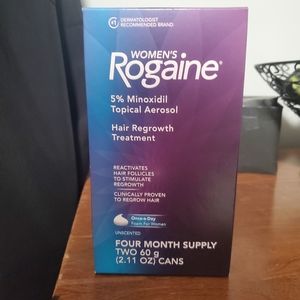 #1 DERMATOLOGIST
RECOMMENDED BRAND
WOMEN'S
Rogaine®
5% Minoxidil
Topical Aerosol
Hair Regrowth
Treatment
REACTIVATES
HAIR FOLLICLES
TO STIMULATE
REGROWTH
CLINICALLY PROVEN
TO REGROW HAIR
Once-a-Day
Foam For Women
UNSCENTED
FOUR MONTH SUPPLY
TWO 60 g
(2.11 OZ) CANS